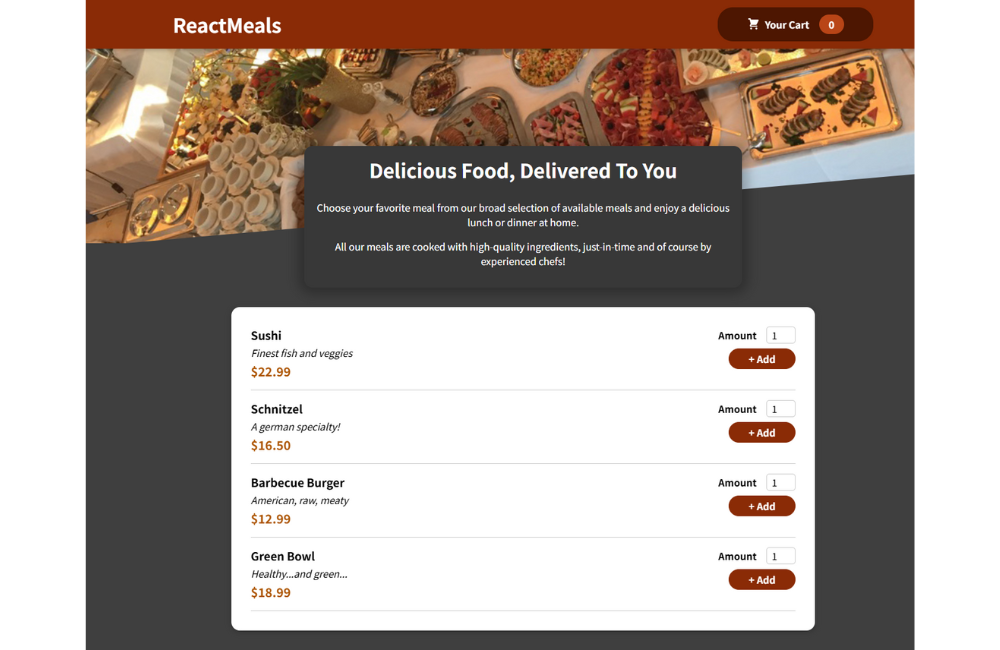 ReactMeals
Your Cart 0
Delicious Food, Delivered To You
Choose your favorite meal from our broad selection of available meals and enjoy a delicious
lunch or dinner at home.
All our meals are cooked with high-quality ingredients, just-in-time and of course by
experienced chefs!
Sushi
Finest fish and veggies
$22.99
Amount 1
+ Add
Schnitzel
A german specialty!
$16.50
Amount 1
+ Add
Barbecue Burger
American, raw, meaty
$12.99
Amount 1
+ Add
Green Bowl
Healthy...and green...
$18.99
Amount 1
+ Add